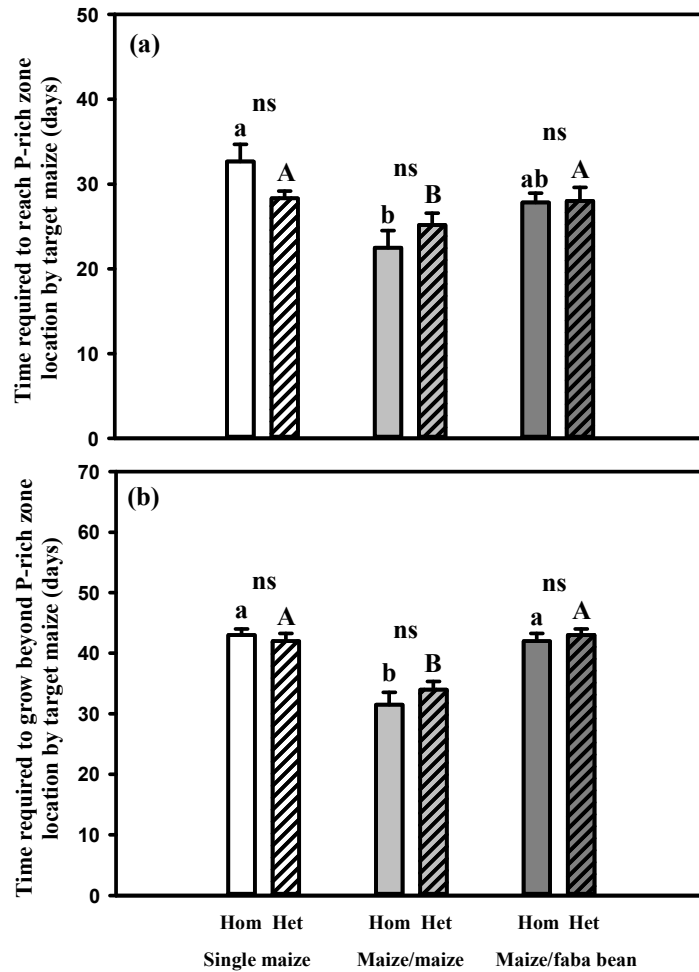 50
(a)
40
30
20
10
0
Time required to reach P-rich zone
location by target maize (days)
ns
a
A
ns
b
B
ns
ab
A
70
(b)
60
50
40
30
20
10
0
Time required to grow beyond P-rich zone
location by target maize (days)
ns
a
A
ns
b
B
ns
a
A
Hom Het Hom Het Hom Het
Single maize Maize/maize Maize/faba bean